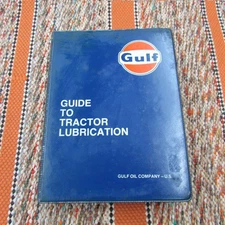 Gulf
GUIDE
TO
TRACTOR
LUBRICATION
GULF OIL COMPANY-U.S.